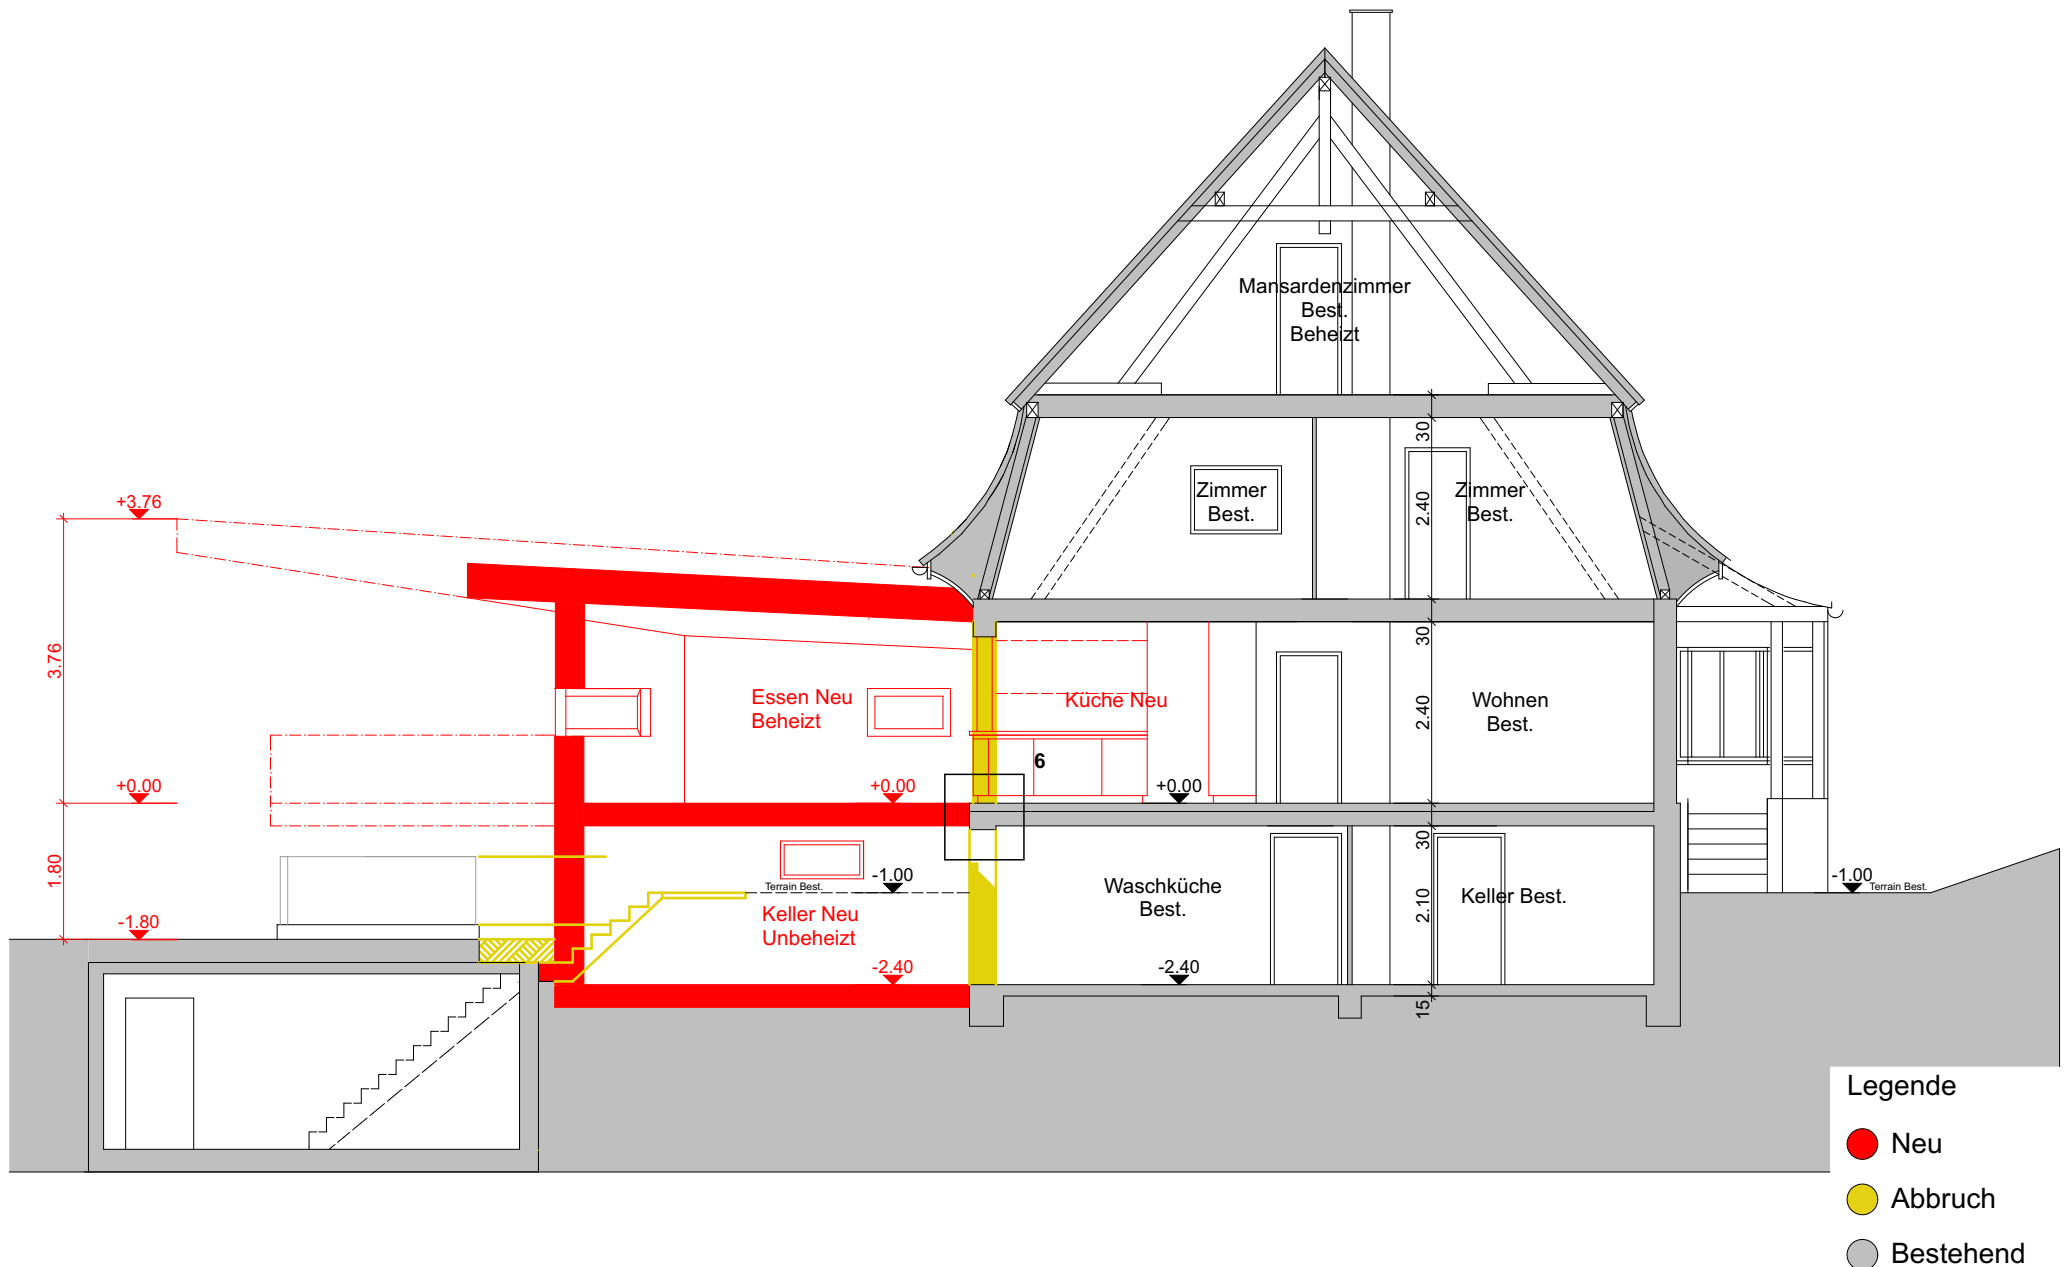 Mansardenzimmer
Best.
Beheizt
30
2.40
Zimmer
Best.
Zimmer
Best.
+3.76
3.76
30
Essen Neu
Beheizt
Küche Neu
2.40
Wohnen
Best.
6
+0.00
+0.00
+0.00
1.80
30
-1.00
Terrain Best.
Waschküche
Best.
Keller Best.
2.10
-1.00
Terrain Best.
-1.80
Keller Neu
Unbeheizt
-2.40
-2.40
15
Legende
Neu
Abbruch
Bestehend